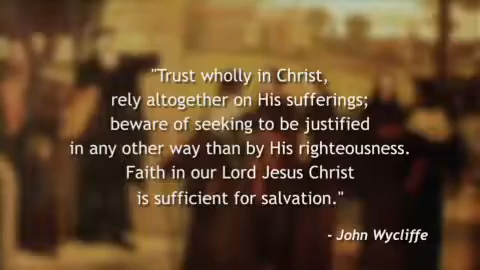 "Trust wholly in Christ,
rely altogether on His sufferings;
beware of seeking to be justified
in any other way than by His righteousness.
Faith in our Lord Jesus Christ
is sufficient for salvation."
- John Wycliffe